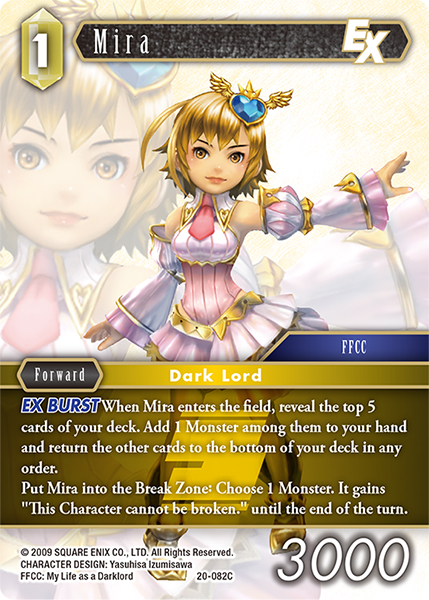 1
Mira
EX
FFCC
Forward
Dark Lord
EX BURST When Mira enters the field, reveal the top 5
cards of your deck. Add 1 Monster among them to your hand
and return the other cards to the bottom of your deck in any
order.
Put Mira into the Break Zone: Choose 1 Monster. It gains
"This Character cannot be broken." until the end of the turn.
© 2009 SQUARE ENIX CO., LTD. All Rights Reserved.
CHARACTER DESIGN: Yasuhisa Izumisawa
FFCC: My Life as a Darklord
20-082C
3000